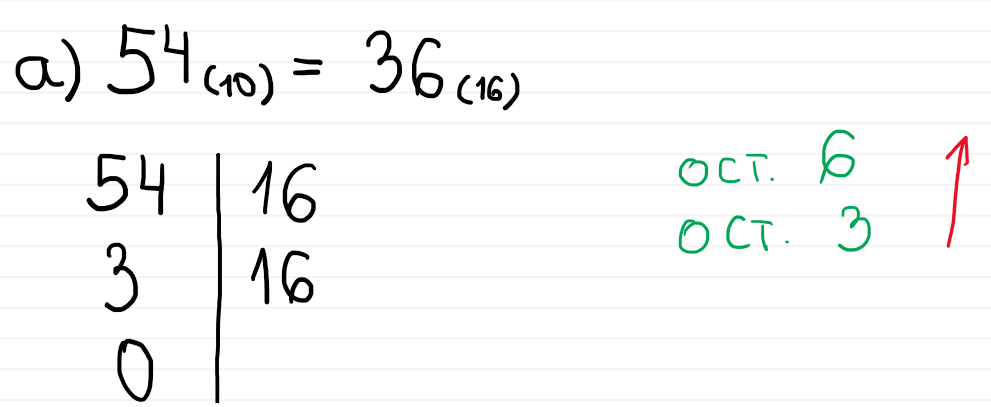 а) 54(10) = 36(16)
54 | 16 ост. 6
3 | 16 ост. 3
0 |